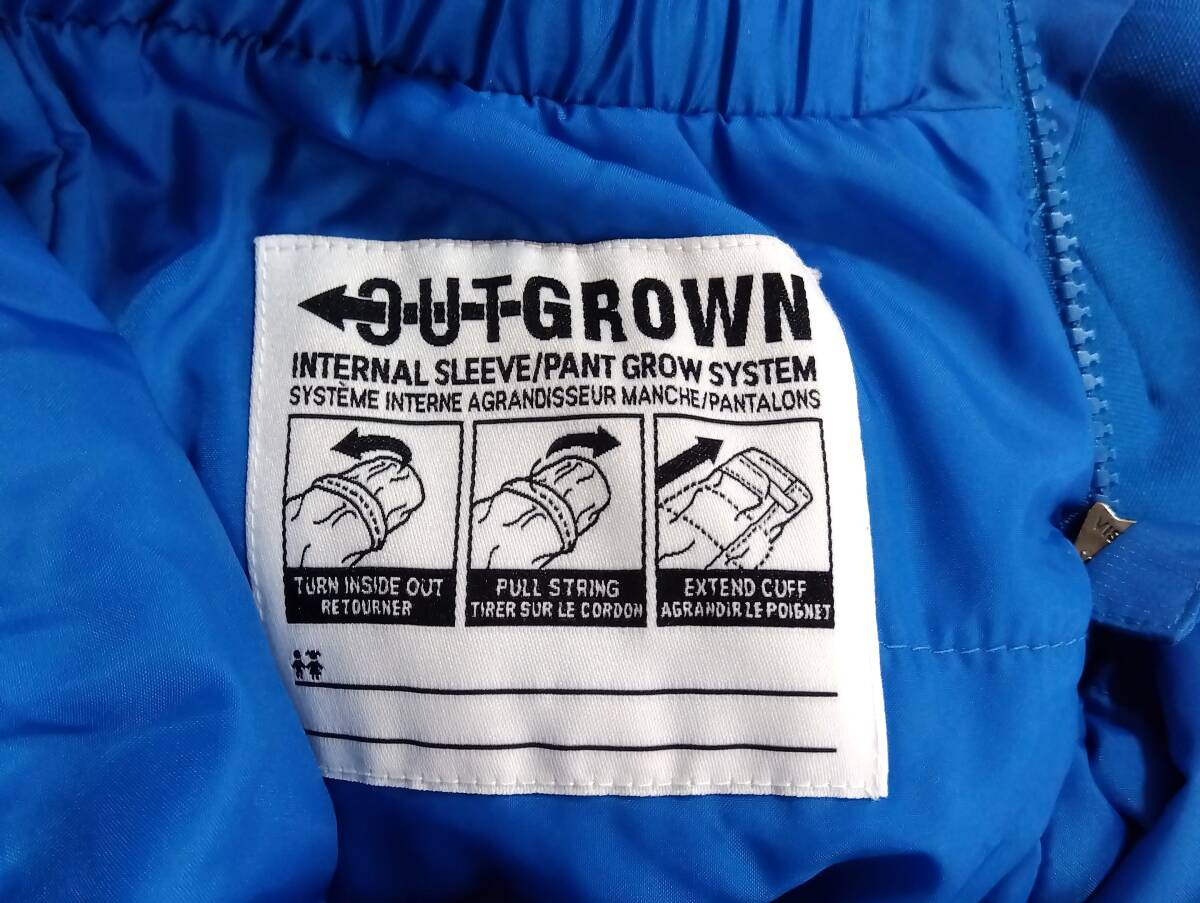 OUTGROWN
INTERNAL SLEEVE/PANT GROW SYSTEM
SYSTÈME INTERNE AGRANDISSEUR MANCHE/PANTALONS
TURN INSIDE OUT
RETOURNER
PULL STRING
TIRER SUR LE CORDON
EXTEND CUFF
AGRANDIR LE POIGNET